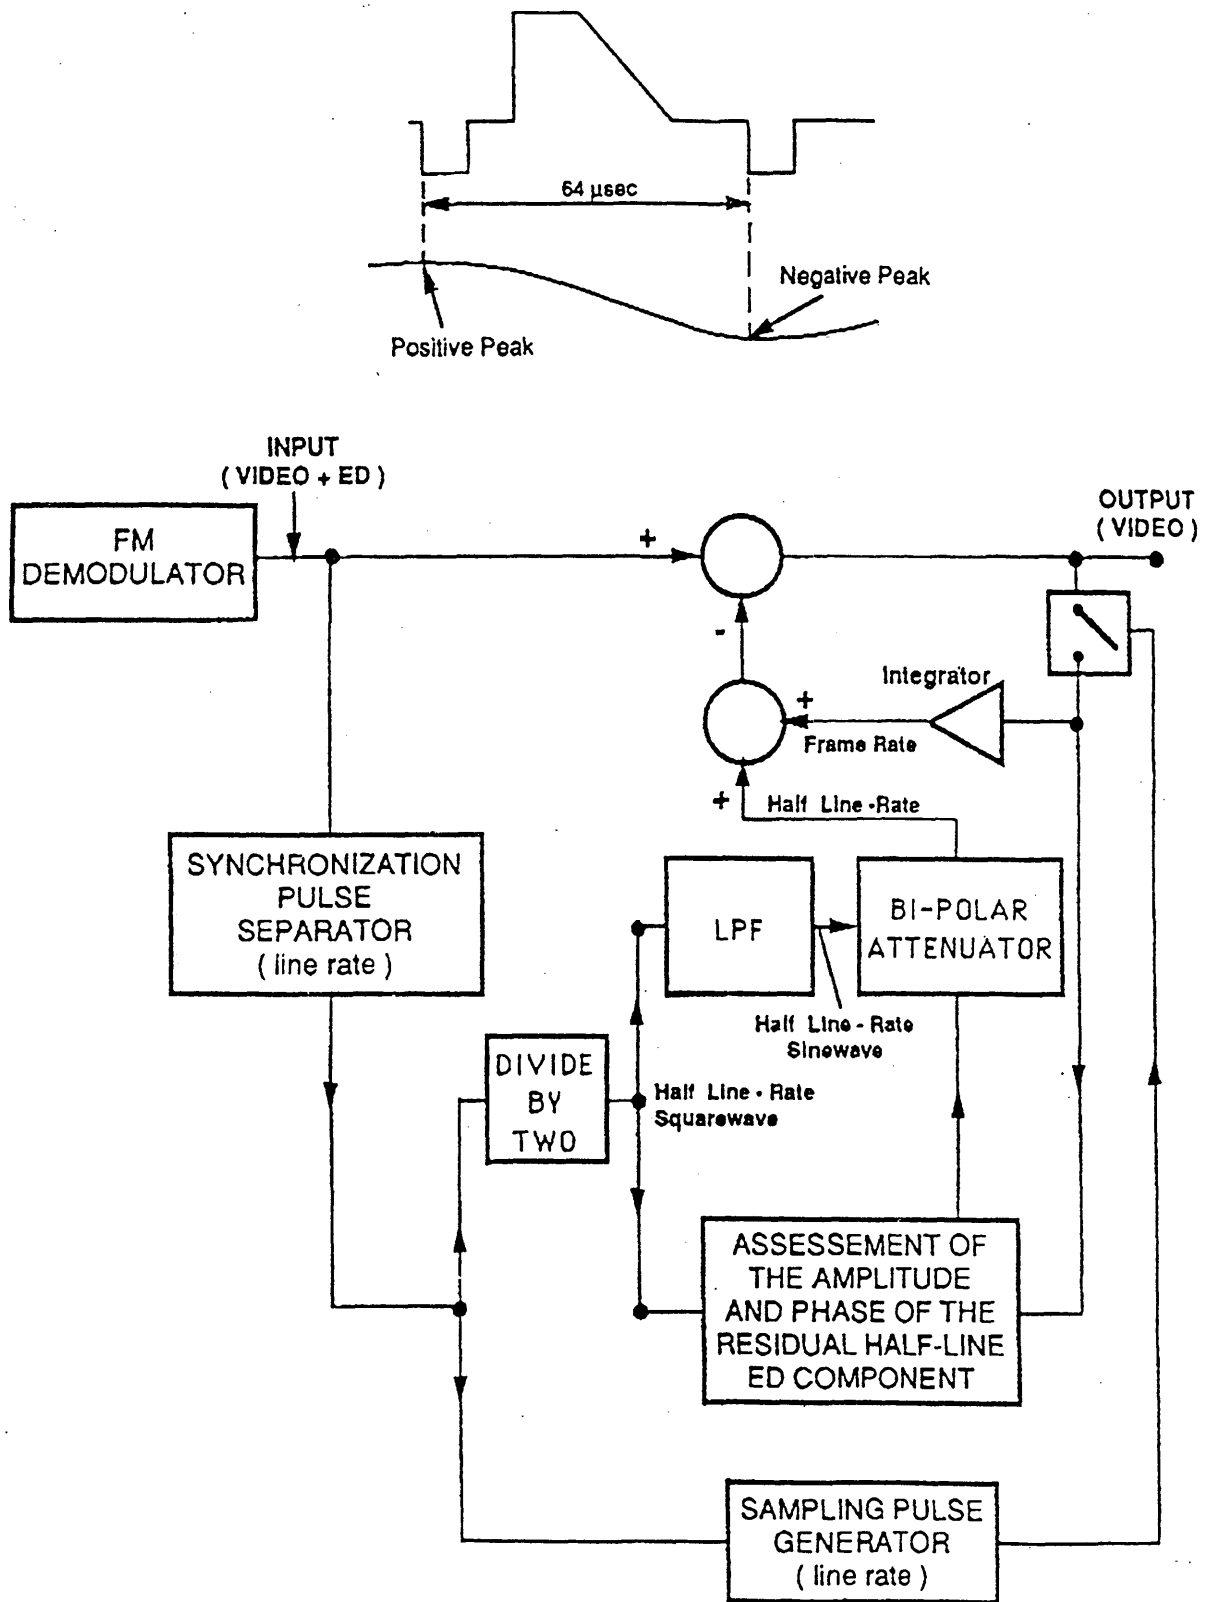 64 µsec
Negative Peak
Positive Peak
INPUT
( VIDEO + ED )
OUTPUT
( VIDEO )
FM
DEMODULATOR
+
-
Integrator
+
Frame Rate
+
Half Line-Rate
SYNCHRONIZATION
PULSE
SEPARATOR
( line rate )
LPF
BI-POLAR
ATTENUATOR
Half Line-Rate
Sinewave
DIVIDE
BY
TWO
Half Line-Rate
Squarewave
ASSESSEMENT OF
THE AMPLITUDE
AND PHASE OF THE
RESIDUAL HALF-LINE
ED COMPONENT
SAMPLING PULSE
GENERATOR
( line rate )